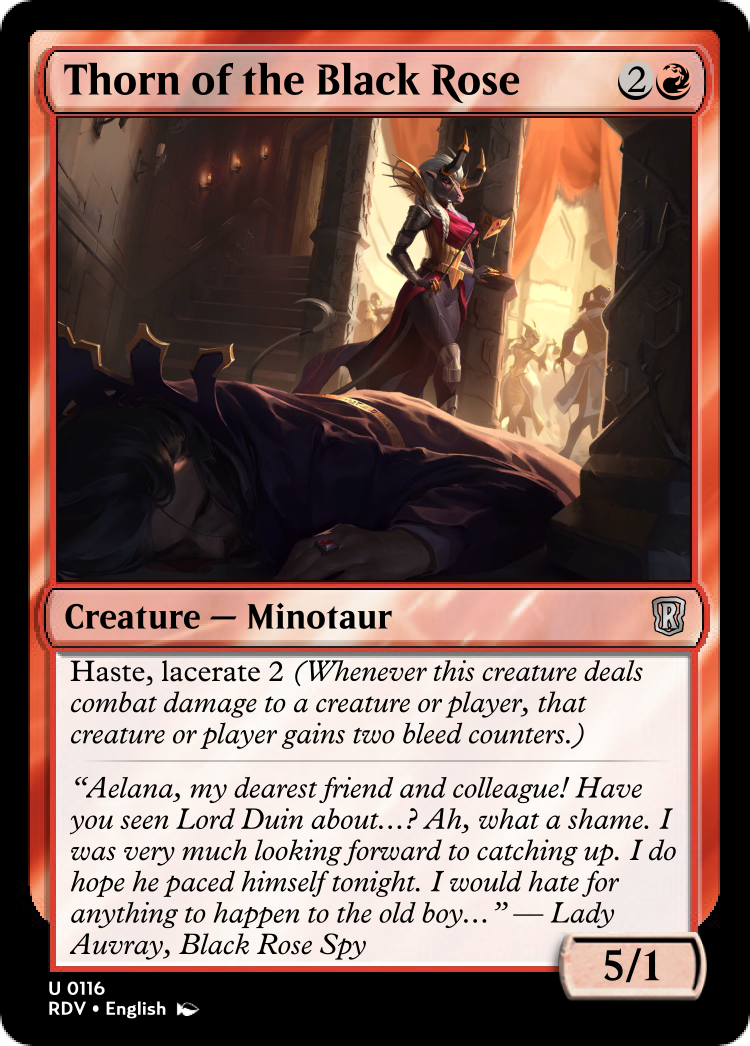 Thorn of the Black Rose 2
Creature — Minotaur R
Haste, lacerate 2 (Whenever this creature deals
combat damage to a creature or player, that
creature or player gains two bleed counters.)
“Aelana, my dearest friend and colleague! Have
you seen Lord Duin about…? Ah, what a shame. I
was very much looking forward to catching up. I do
hope he paced himself tonight. I would hate for
anything to happen to the old boy…” — Lady
Auvray, Black Rose Spy
5/1
U 0116
RDV • English